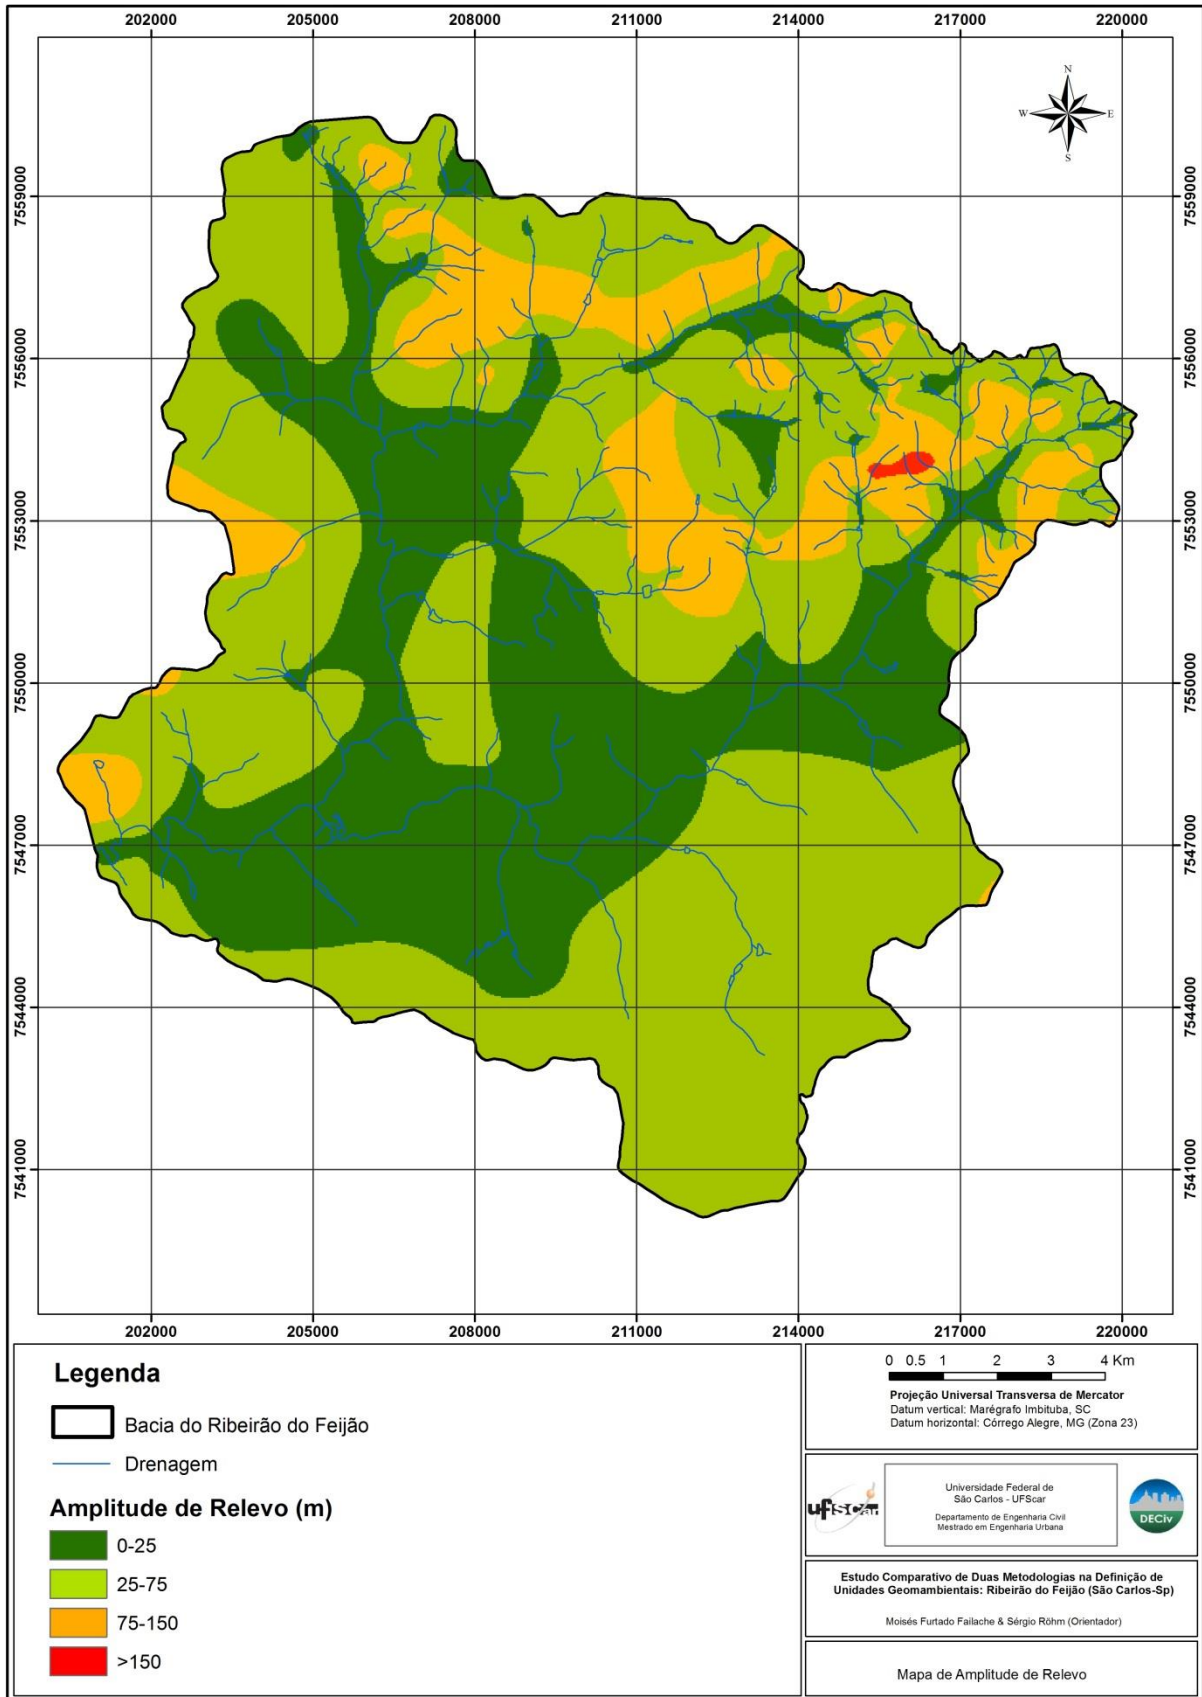 202000 205000 208000 211000 214000 217000 220000
N
W E
S
7559000 7559000
7556000 7556000
7553000 7553000
7550000 7550000
7547000 7547000
7544000 7544000
7541000 7541000
202000 205000 208000 211000 214000 217000 220000
Legenda
Bacia do Ribeirão do Feijão
Drenagem
Amplitude de Relevo (m)
0-25
25-75
75-150
>150
0 0.5 1 2 3 4 Km
Projeção Universal Transversa de Mercator
Datum vertical: Marégrafo Imbituba, SC
Datum horizontal: Córrego Alegre, MG (Zona 23)
ufscar
Universidade Federal de
São Carlos - UFScar
Departamento de Engenharia Civil
Mestrado em Engenharia Urbana
DECiv
Estudo Comparativo de Duas Metodologias na Definição de
Unidades Geomambientais: Ribeirão do Feijão (São Carlos-Sp)
Moisés Furtado Failache & Sérgio Röhm (Orientador)
Mapa de Amplitude de Relevo